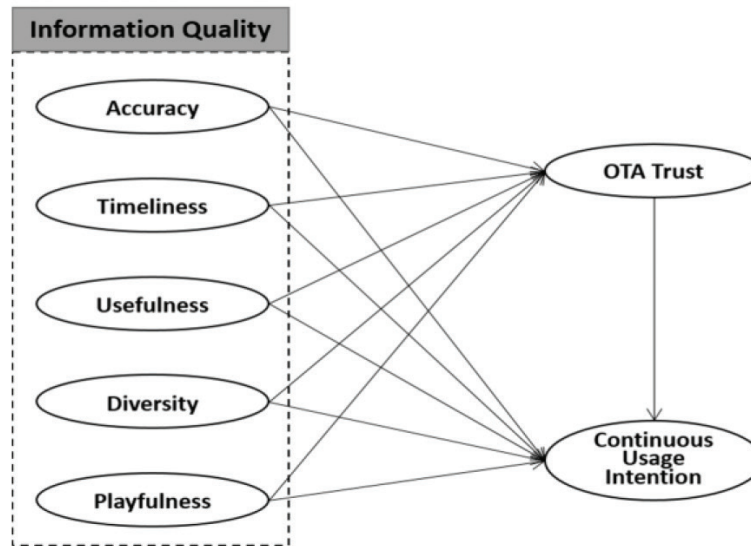 Information Quality
Accuracy
Timeliness
Usefulness
Diversity
Playfulness
OTA Trust
Continuous
Usage
Intention